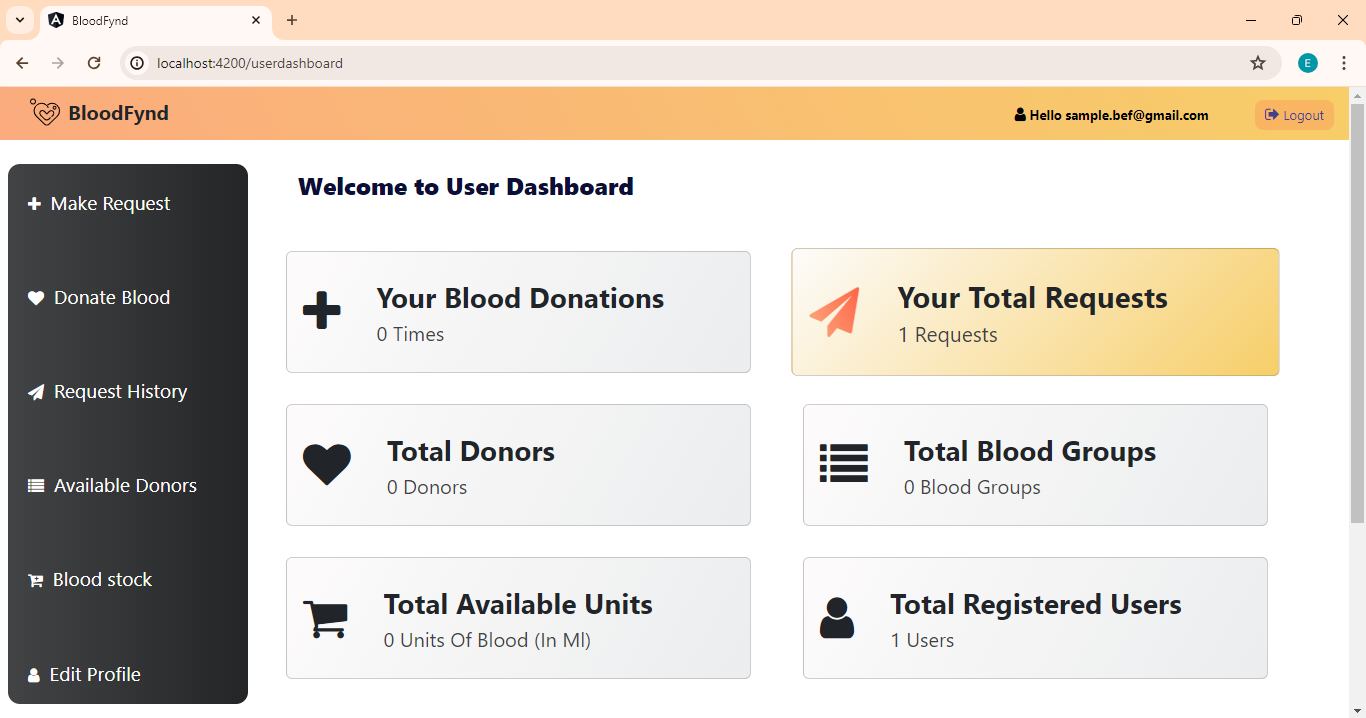 BloodFynd
localhost:4200/userdashboard
E
BloodFynd
Hello sample.bef@gmail.com
Logout
Make Request
Donate Blood
Request History
Available Donors
Blood stock
Edit Profile
Welcome to User Dashboard
Your Blood Donations
0 Times
Your Total Requests
1 Requests
Total Donors
0 Donors
Total Blood Groups
0 Blood Groups
Total Available Units
0 Units Of Blood (In Ml)
Total Registered Users
1 Users